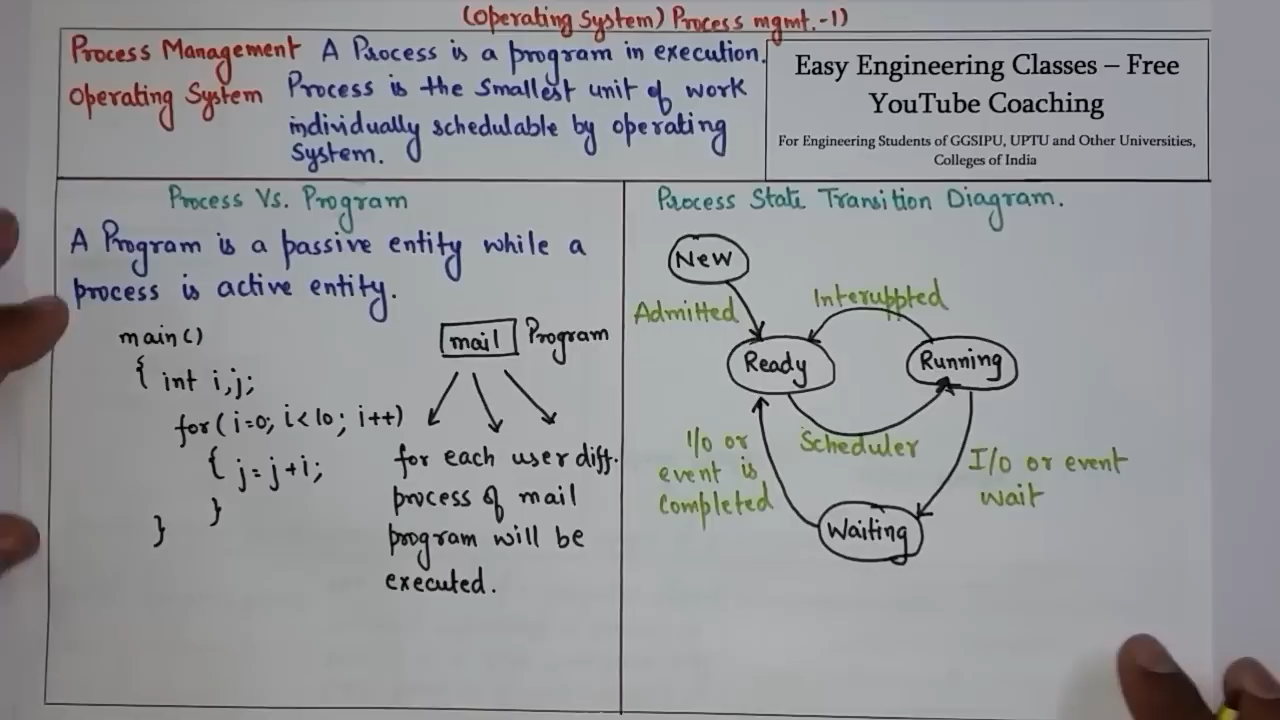 (Operating System) Process mgmt.-1)
Process Management
Operating System
A Process is a program in execution.
Process is the smallest unit of work
individually schedulable by operating
System.
Easy Engineering Classes – Free
YouTube Coaching
For Engineering Students of GGSIPU, UPTU and Other Universities,
Colleges of India
Process Vs. Program
A Program is a passive entity while a
process is active entity.
main()
{ int i,j;
for(i=0; i<10; i++)
{ j=j+i;
}
}
mail Program
for each user diff.
process of mail
program will be
executed.
Process State Transition Diagram.
New
Admitted
Interuppted
Ready
Running
Scheduler
I/O or
event is
completed
I/O or event
wait
Waiting